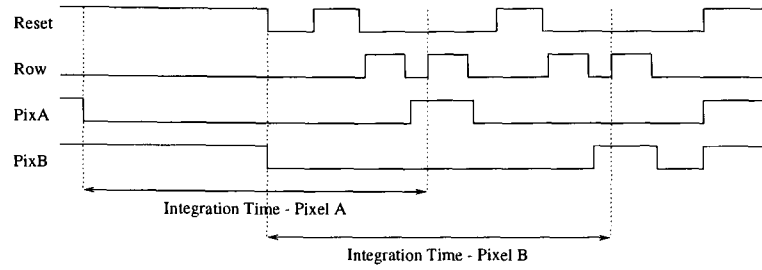 Reset
Row
PixA
PixB
Integration Time - Pixel A
Integration Time - Pixel B